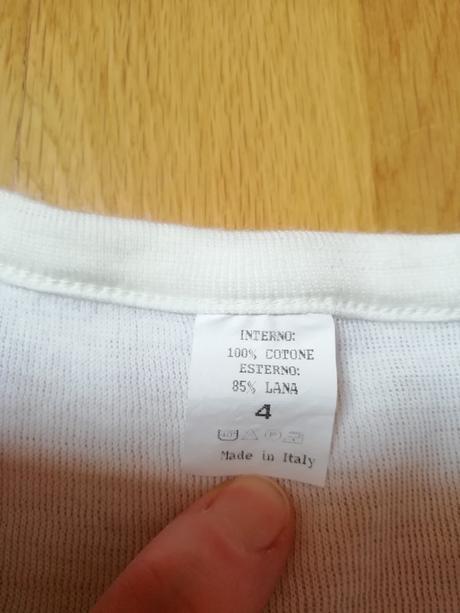 INTERNO:
100% COTONE
ESTERNO:
85% LANA
4
Made in Italy